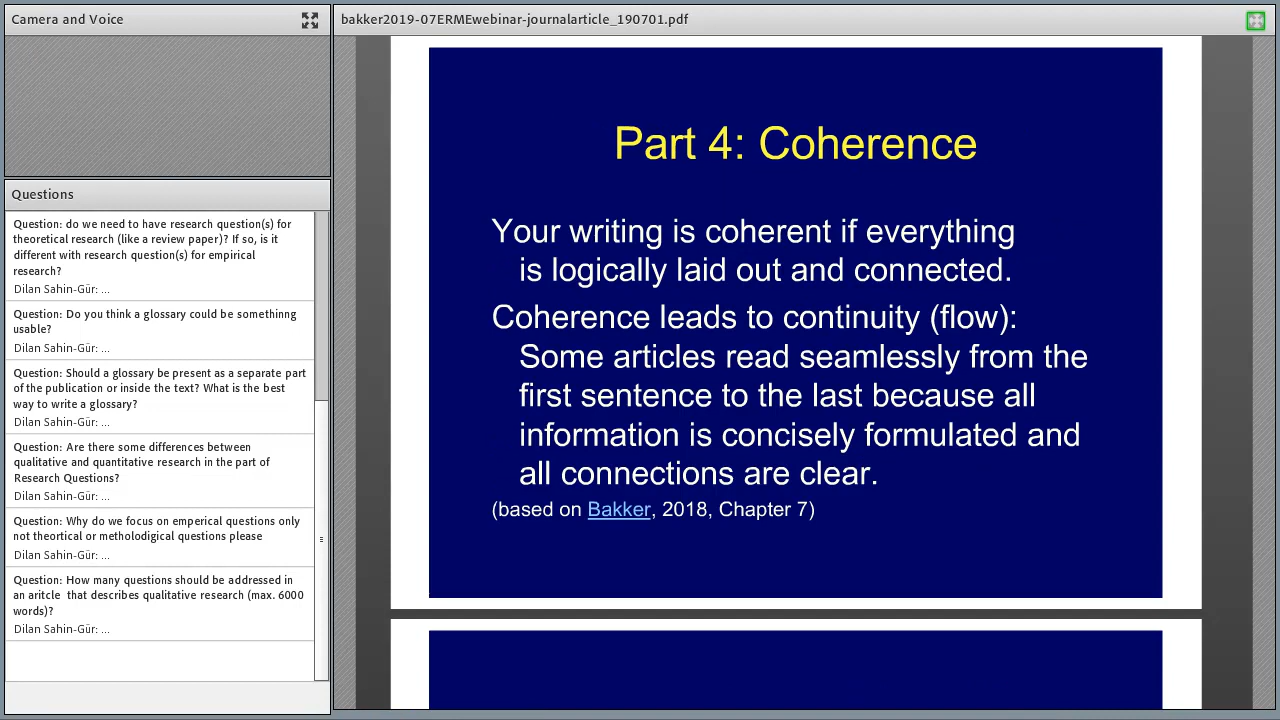 Camera and Voice
Questions
Question: do we need to have research question(s) for
theoretical research (like a review paper)? If so, is it
different with research question(s) for empirical
research?
Dilan Sahin-Gür: ...
Question: Do you think a glossary could be somethinng
usable?
Dilan Sahin-Gür: ...
Question: Should a glossary be present as a separate part
of the publication or inside the text? What is the best
way to write a glossary?
Dilan Sahin-Gür: ...
Question: Are there some differences between
qualitative and quantitative research in the part of
Research Questions?
Dilan Sahin-Gür: ...
Question: Why do we focus on emperical questions only
not theortical or metholodigical questions please
Dilan Sahin-Gür: ...
Question: How many questions should be addressed in
an aritcle that describes qualitative research (max. 6000
words)?
Dilan Sahin-Gür: ...
bakker2019-07ERMEwebinar-journalarticle_190701.pdf
Part 4: Coherence
Your writing is coherent if everything
is logically laid out and connected.
Coherence leads to continuity (flow):
Some articles read seamlessly from the
first sentence to the last because all
information is concisely formulated and
all connections are clear.
(based on Bakker, 2018, Chapter 7)